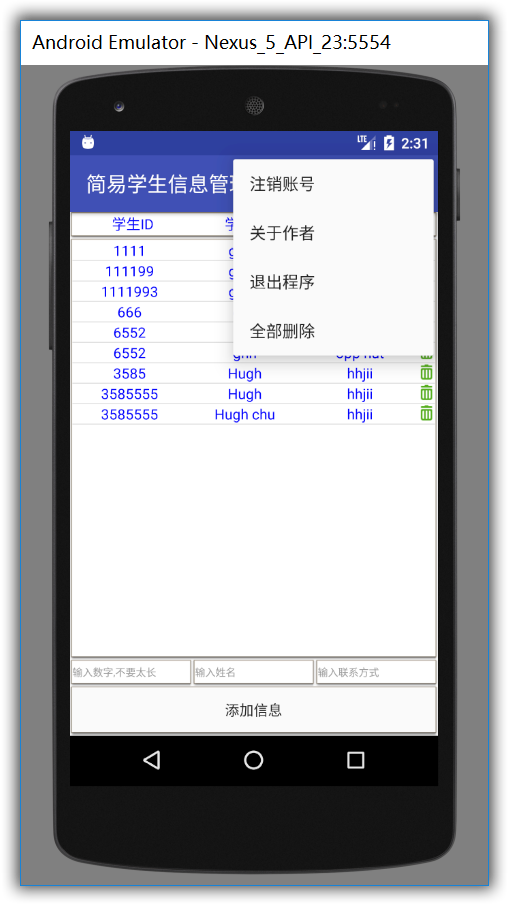 Android Emulator - Nexus_5_API_23:5554
LTE 2:31
简易学生信息管
注销账号
关于作者
退出程序
全部删除
学生ID
1111
111199
1111993
666
6552
6552
3585 Hugh hhjii
3585555 Hugh hhjii
3585555 Hugh chu hhjii
输入数字,不要太长 输入姓名 输入联系方式
添加信息